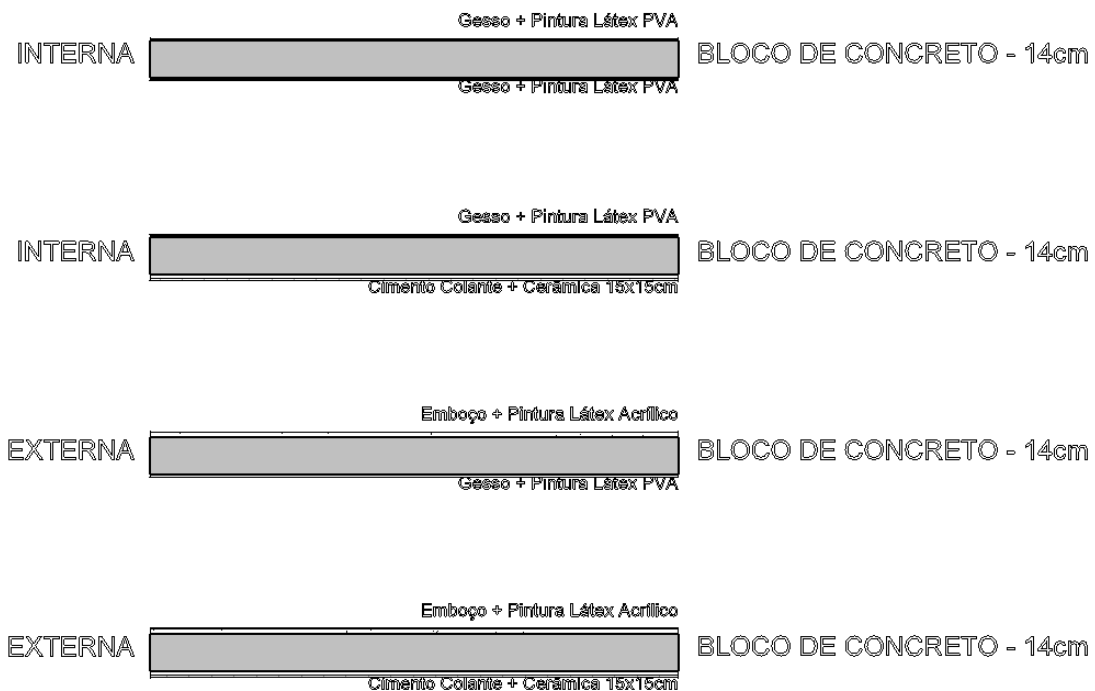 Gesso + Pintura Látex PVA
INTERNA BLOCO DE CONCRETO - 14cm
Gesso + Pintura Látex PVA
Gesso + Pintura Látex PVA
INTERNA BLOCO DE CONCRETO - 14cm
Cimento Colante + Cerâmica 15x15cm
Emboço + Pintura Látex Acrílico
EXTERNA BLOCO DE CONCRETO - 14cm
Gesso + Pintura Látex PVA
Emboço + Pintura Látex Acrílico
EXTERNA BLOCO DE CONCRETO - 14cm
Cimento Colante + Cerâmica 15x15cm